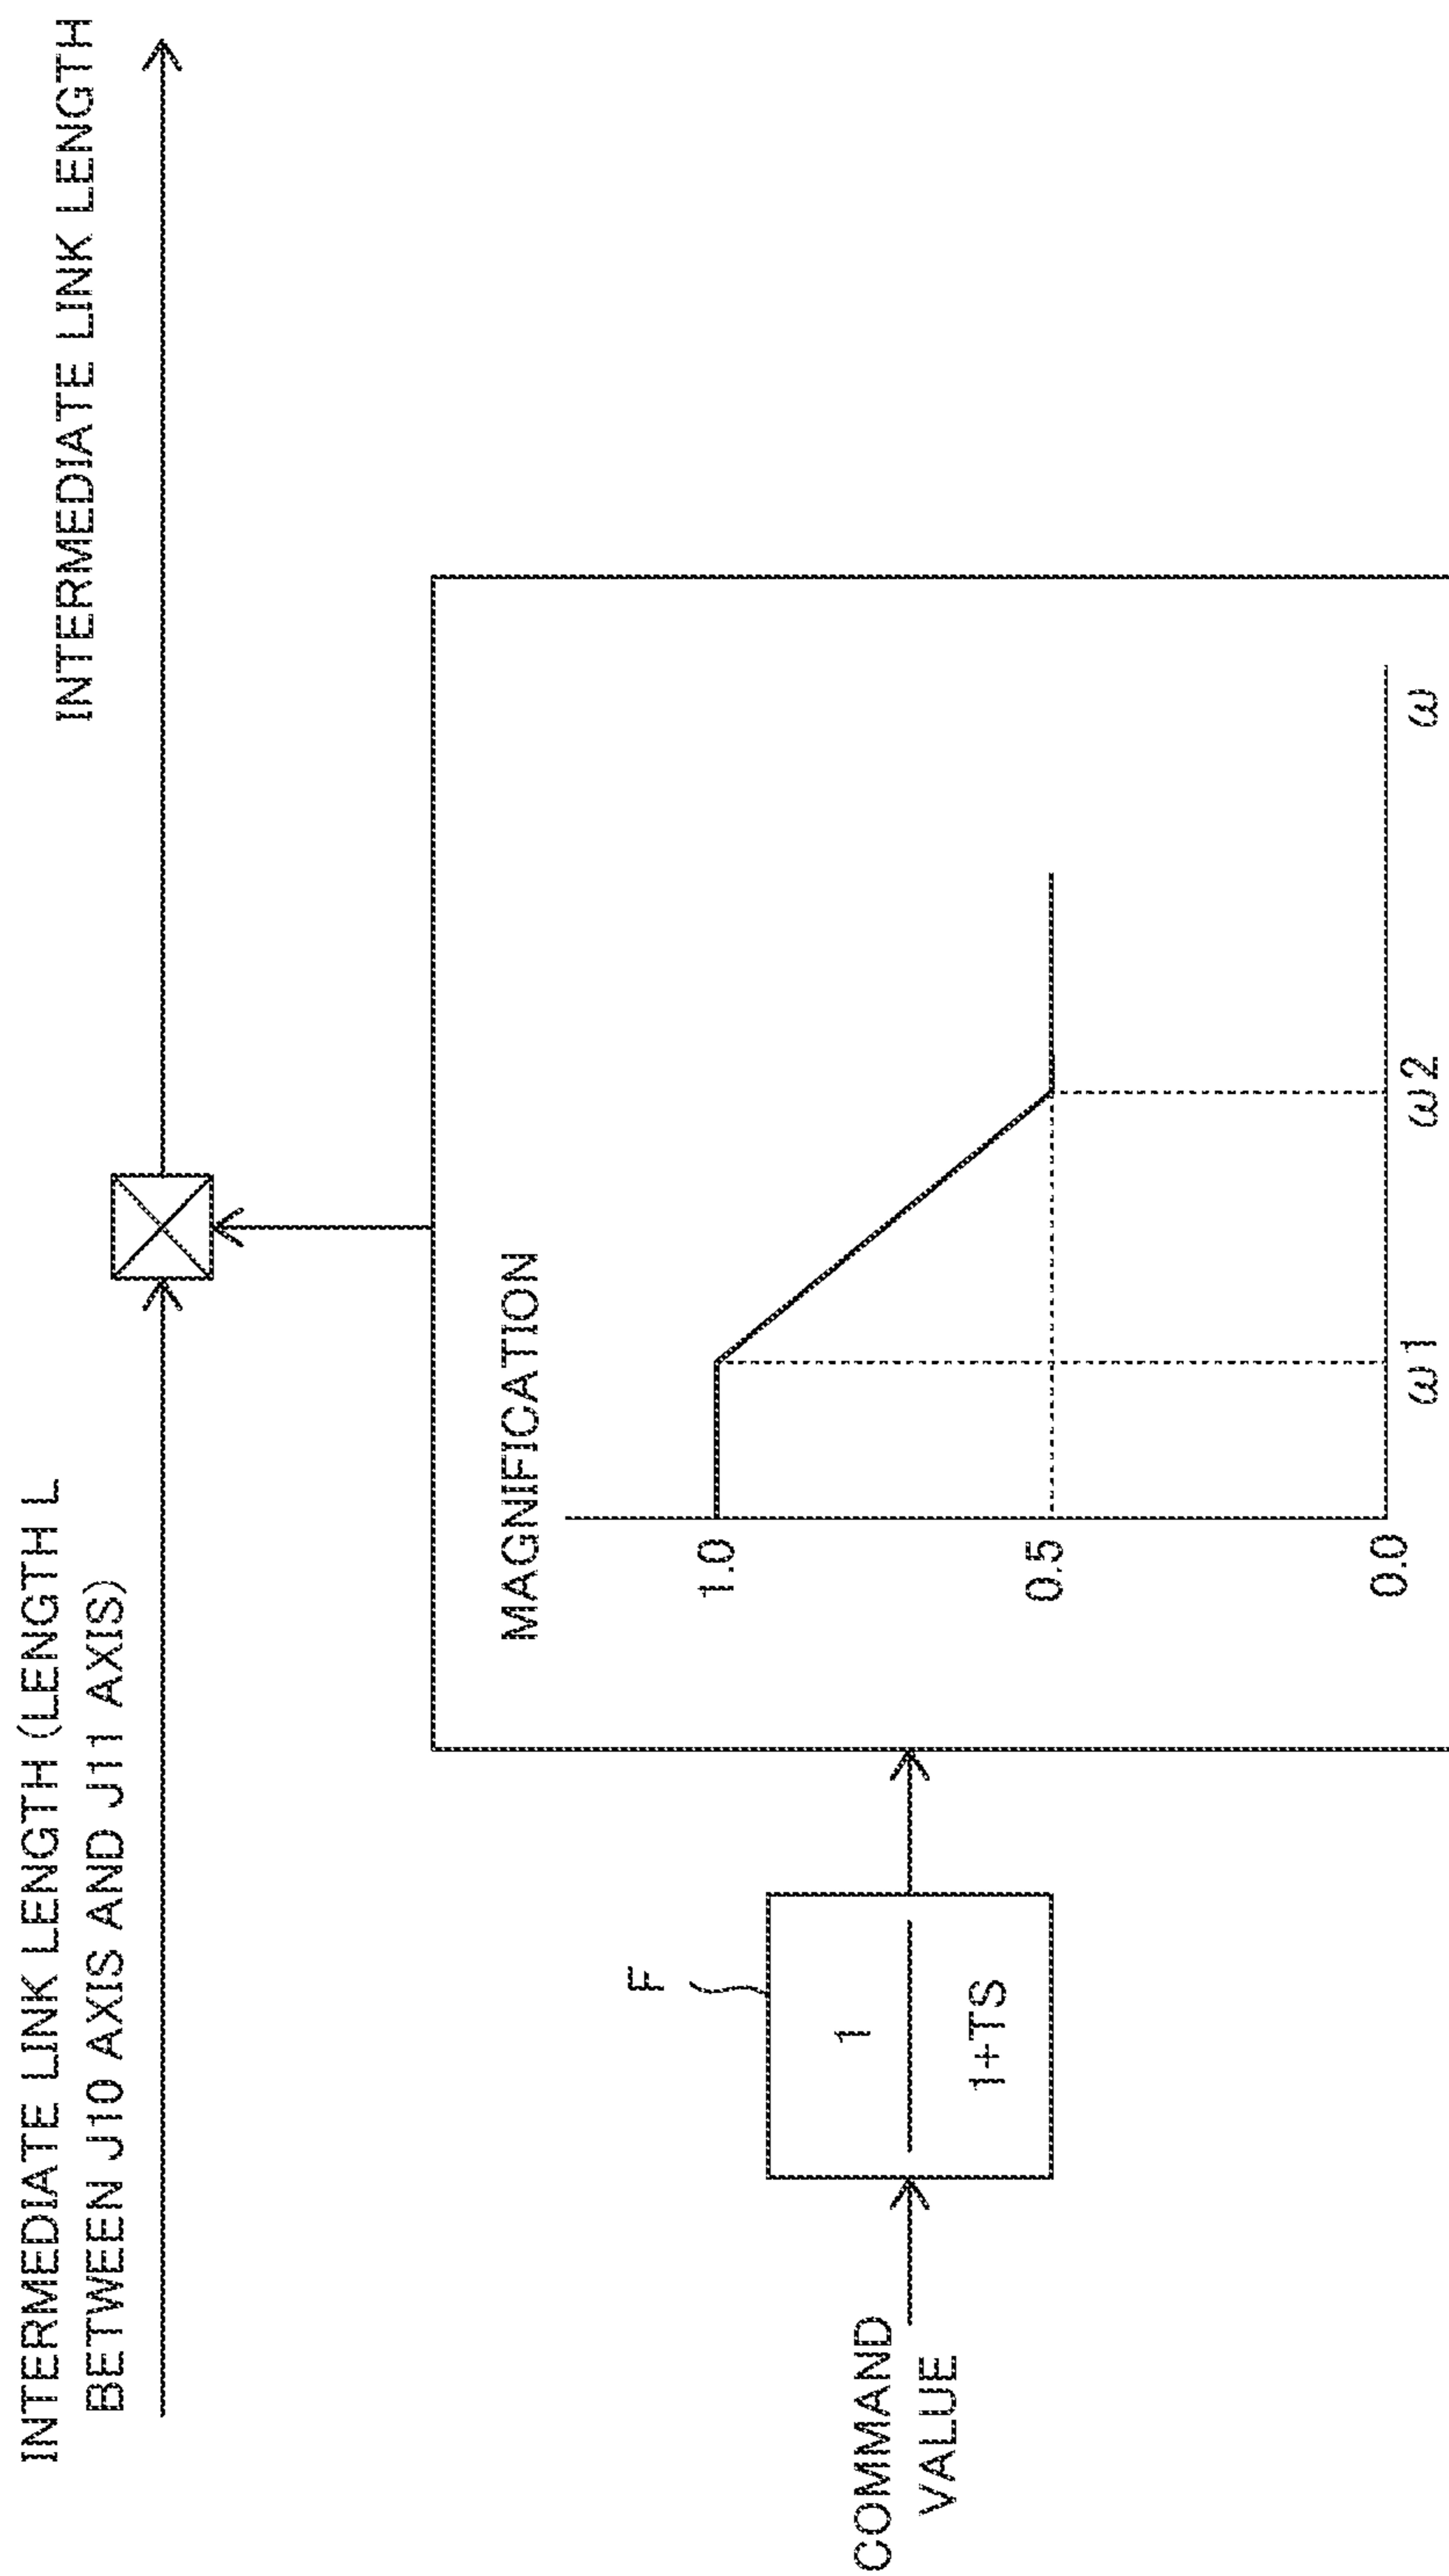 INTERMEDIATE LINK LENGTH (LENGTH L
BETWEEN J10 AXIS AND J11 AXIS)
INTERMEDIATE LINK LENGTH
COMMAND
VALUE
F
1
1+TS
MAGNIFICATION
1.0
0.5
0.0
ω1
ω2
ω